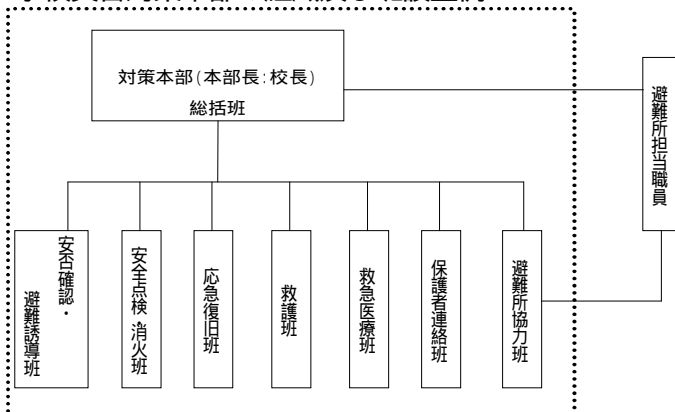 対策本部(本部長:校長)
総括班
避難所担当職員
安否確認・
避難誘導班
安全点検・消火班
応急復旧班
救護班
救急医療班
保護者連絡班
避難所協力班